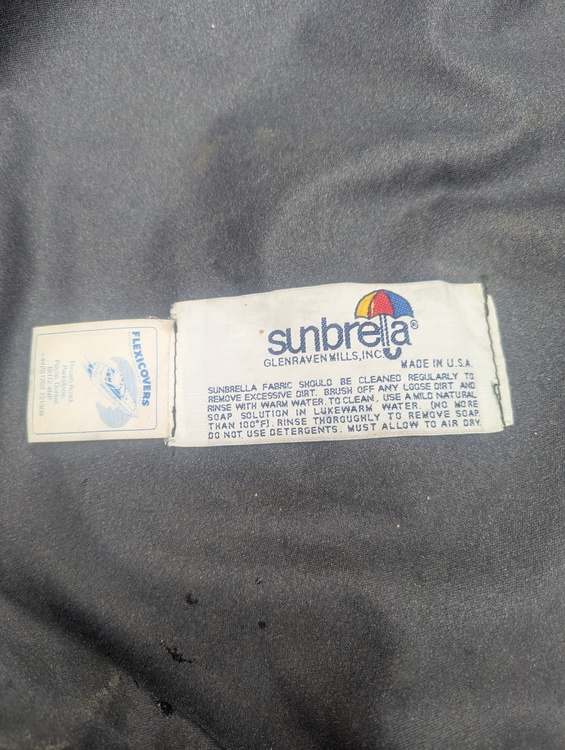 FLEXICOVERS
sunbrella®
GLENRAVEN MILLS, INC.
MADE IN U.S.A.
SUNBRELLA FABRIC SHOULD BE CLEANED REGULARLY TO
REMOVE EXCESSIVE DIRT. BRUSH OFF ANY LOOSE DIRT AND
RINSE WITH WARM WATER. TO CLEAN, USE A MILD NATURAL
SOAP SOLUTION IN LUKEWARM WATER. (NO MORE
THAN 100°F). RINSE THOROUGHLY TO REMOVE SOAP.
DO NOT USE DETERGENTS. MUST ALLOW TO AIR DRY.